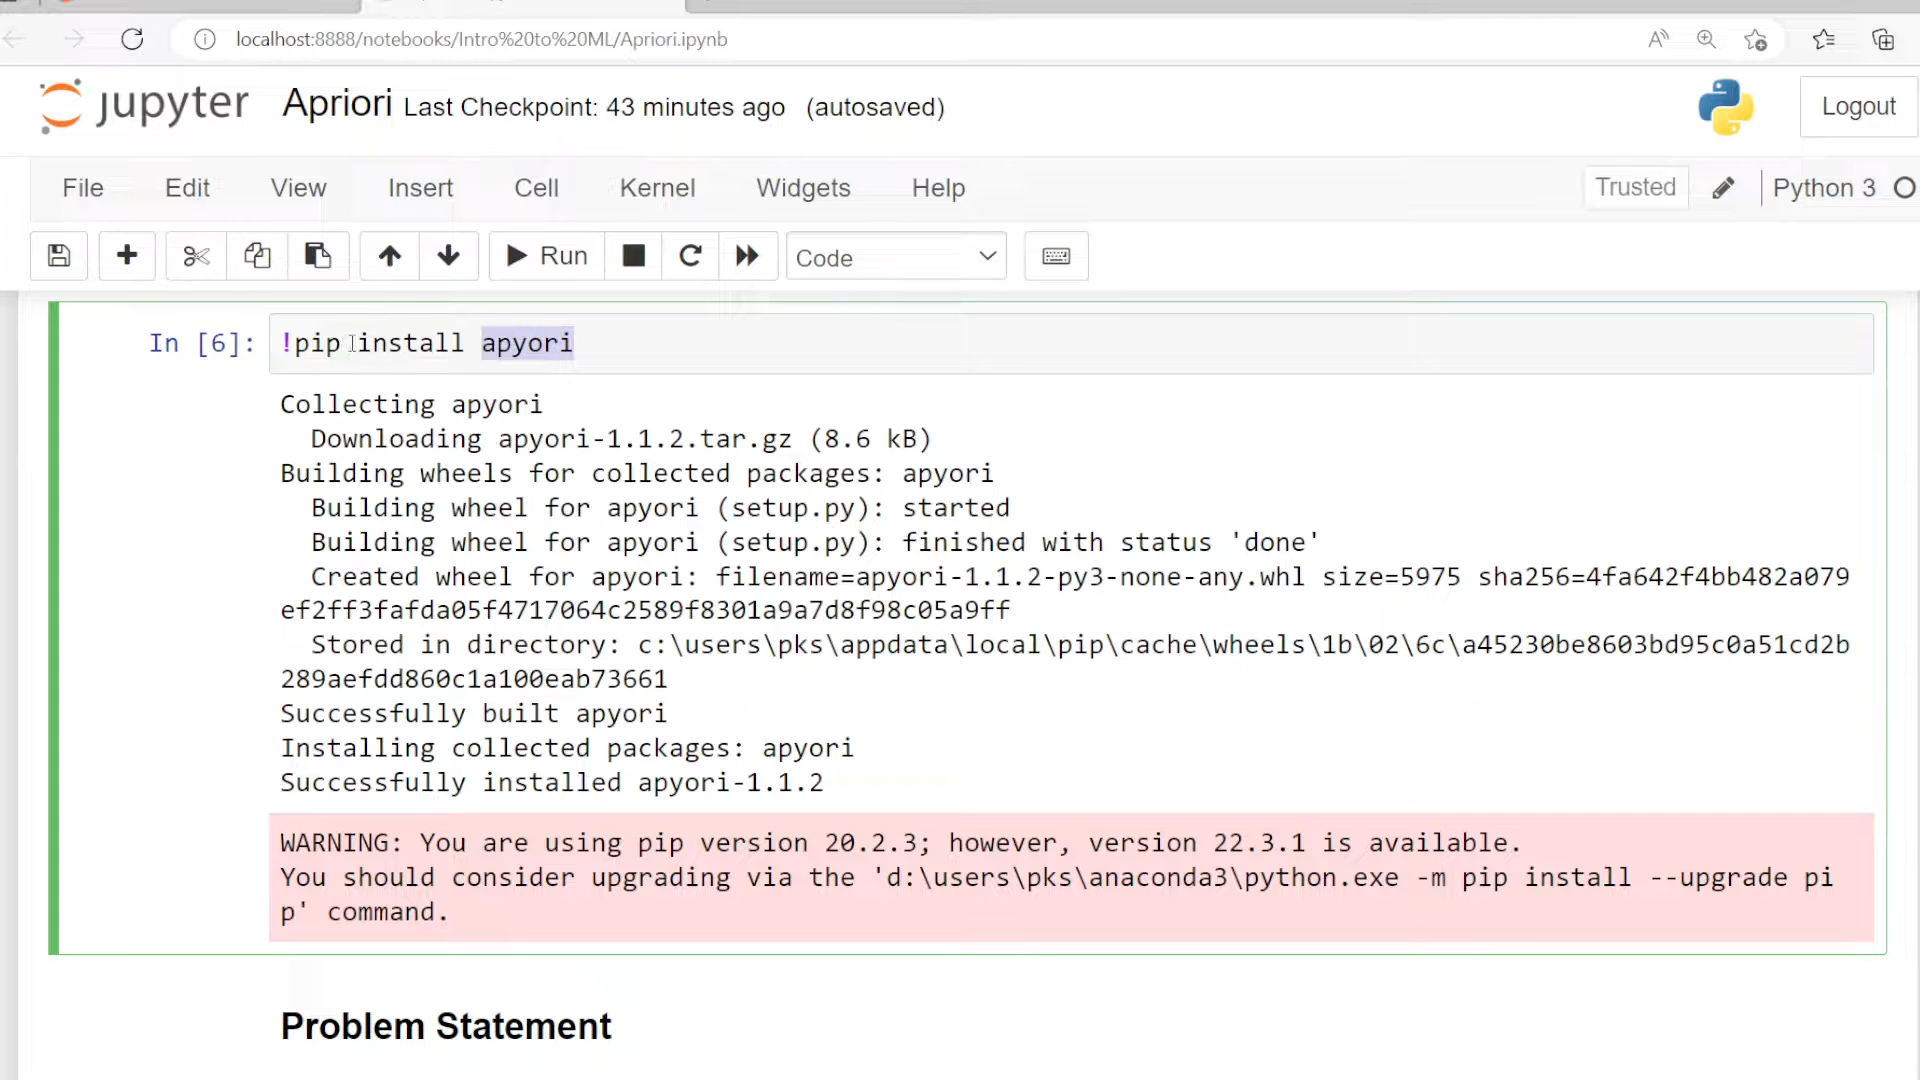 localhost:8888/notebooks/Intro%20to%20ML/Apriori.ipynb
jupyter Apriori Last Checkpoint: 43 minutes ago (autosaved)
Logout
File Edit View Insert Cell Kernel Widgets Help
Trusted Python 3
Run Code
In [6]: !pip install apyori
Collecting apyori
Downloading apyori-1.1.2.tar.gz (8.6 kB)
Building wheels for collected packages: apyori
Building wheel for apyori (setup.py): started
Building wheel for apyori (setup.py): finished with status 'done'
Created wheel for apyori: filename=apyori-1.1.2-py3-none-any.whl size=5975 sha256=4fa642f4bb482a079
ef2ff3fafda05f4717064c2589f8301a9a7d8f98c05a9ff
Stored in directory: c:\users\pks\appdata\local\pip\cache\wheels\1b\02\6c\a45230be8603bd95c0a51cd2b
289aefdd860c1a100eab73661
Successfully built apyori
Installing collected packages: apyori
Successfully installed apyori-1.1.2
WARNING: You are using pip version 20.2.3; however, version 22.3.1 is available.
You should consider upgrading via the 'd:\users\pks\anaconda3\python.exe -m pip install --upgrade pi
p' command.
Problem Statement